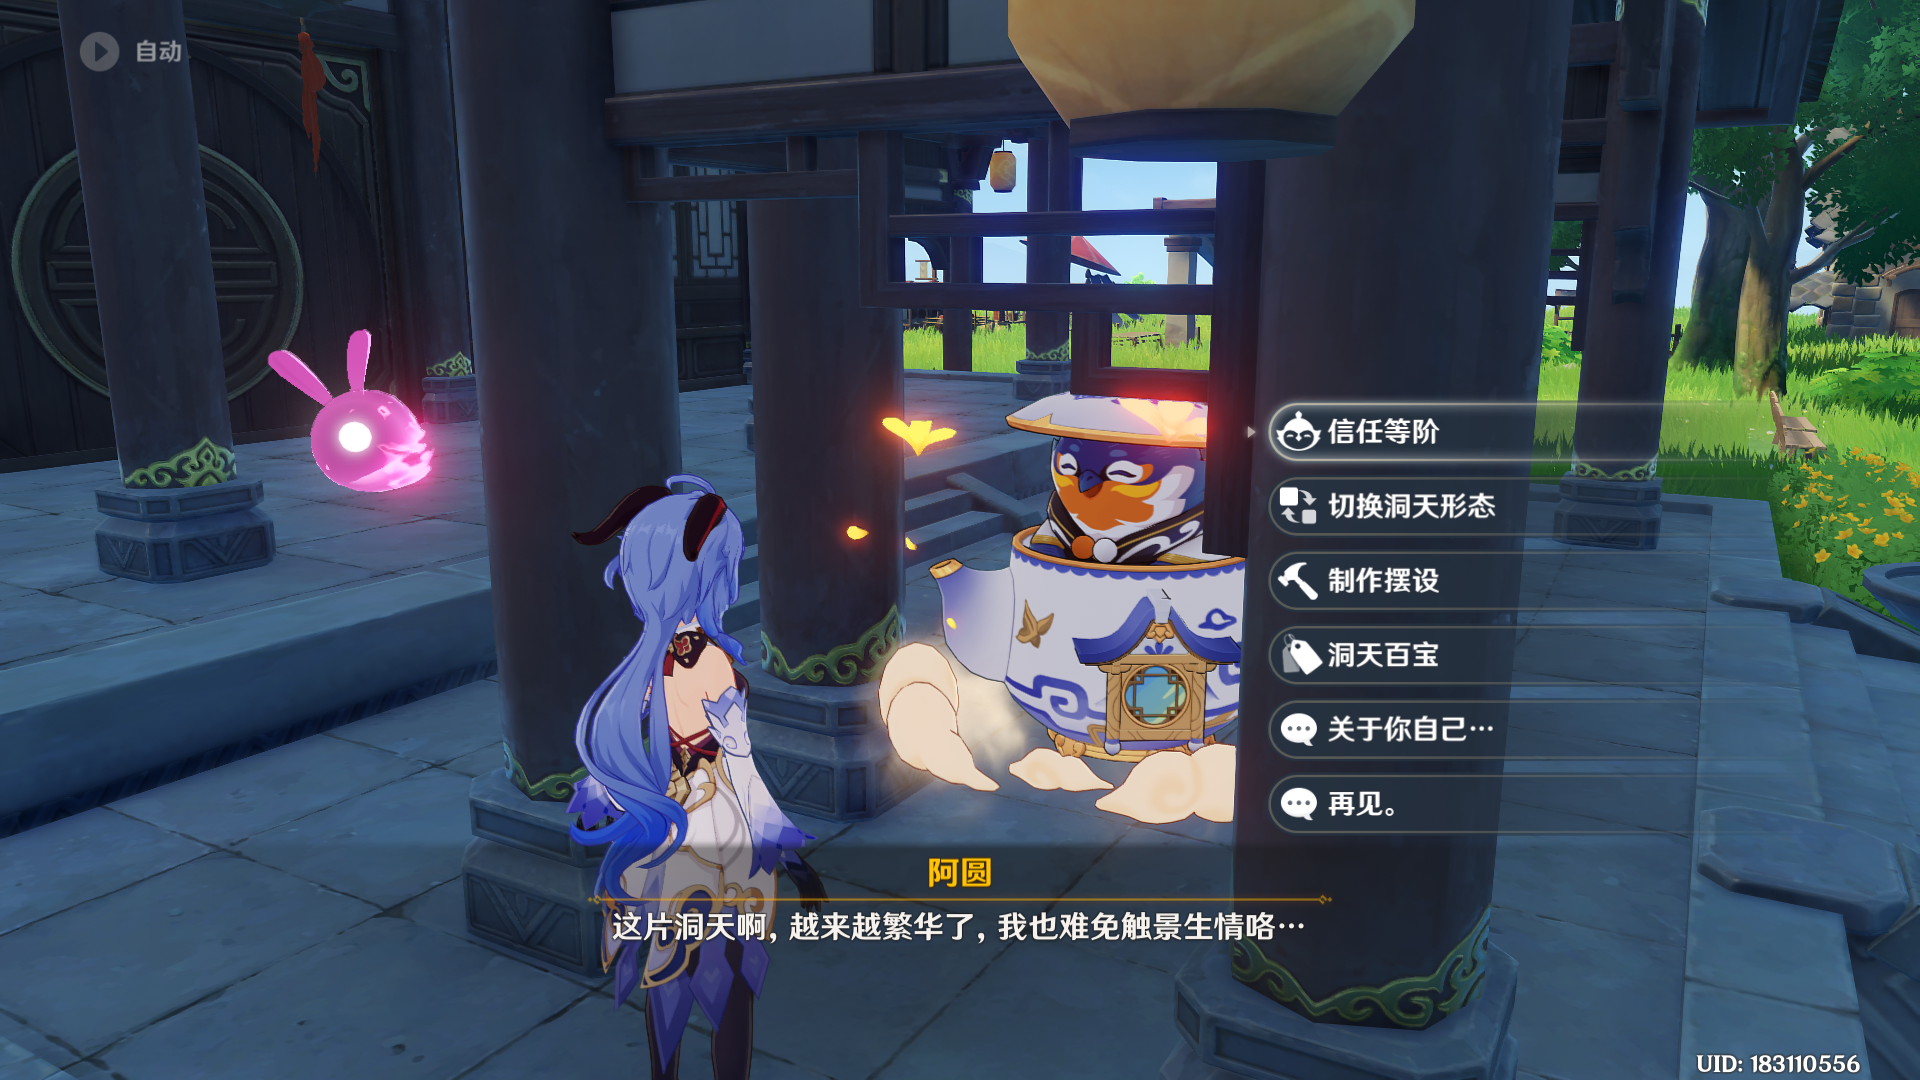 自动
信任等阶
切换洞天形态
制作摆设
洞天百宝
关于你自己…
再见。
阿圆
这片洞天啊，越来越繁华了，我也难免触景生情咯…
UID: 183110556